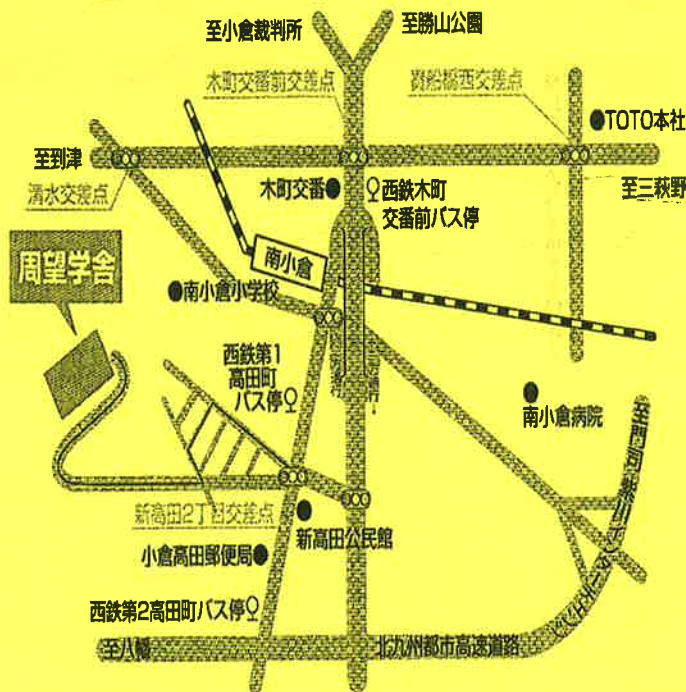 至小倉裁判所
至勝山公園
木町交番前交差点
貴船橋西交差点
●TOTO本社
至到津
清水交差点
木町交番●
西鉄木町
交番前バス停
至三萩野
周望学舎
南小倉
●南小倉小学校
西鉄第1
高田町
バス停
南小倉病院
新高田2丁目交差点
新高田公民館
小倉高田郵便局●
西鉄第2高田町バス停
至八幡
北九州都市高速道路